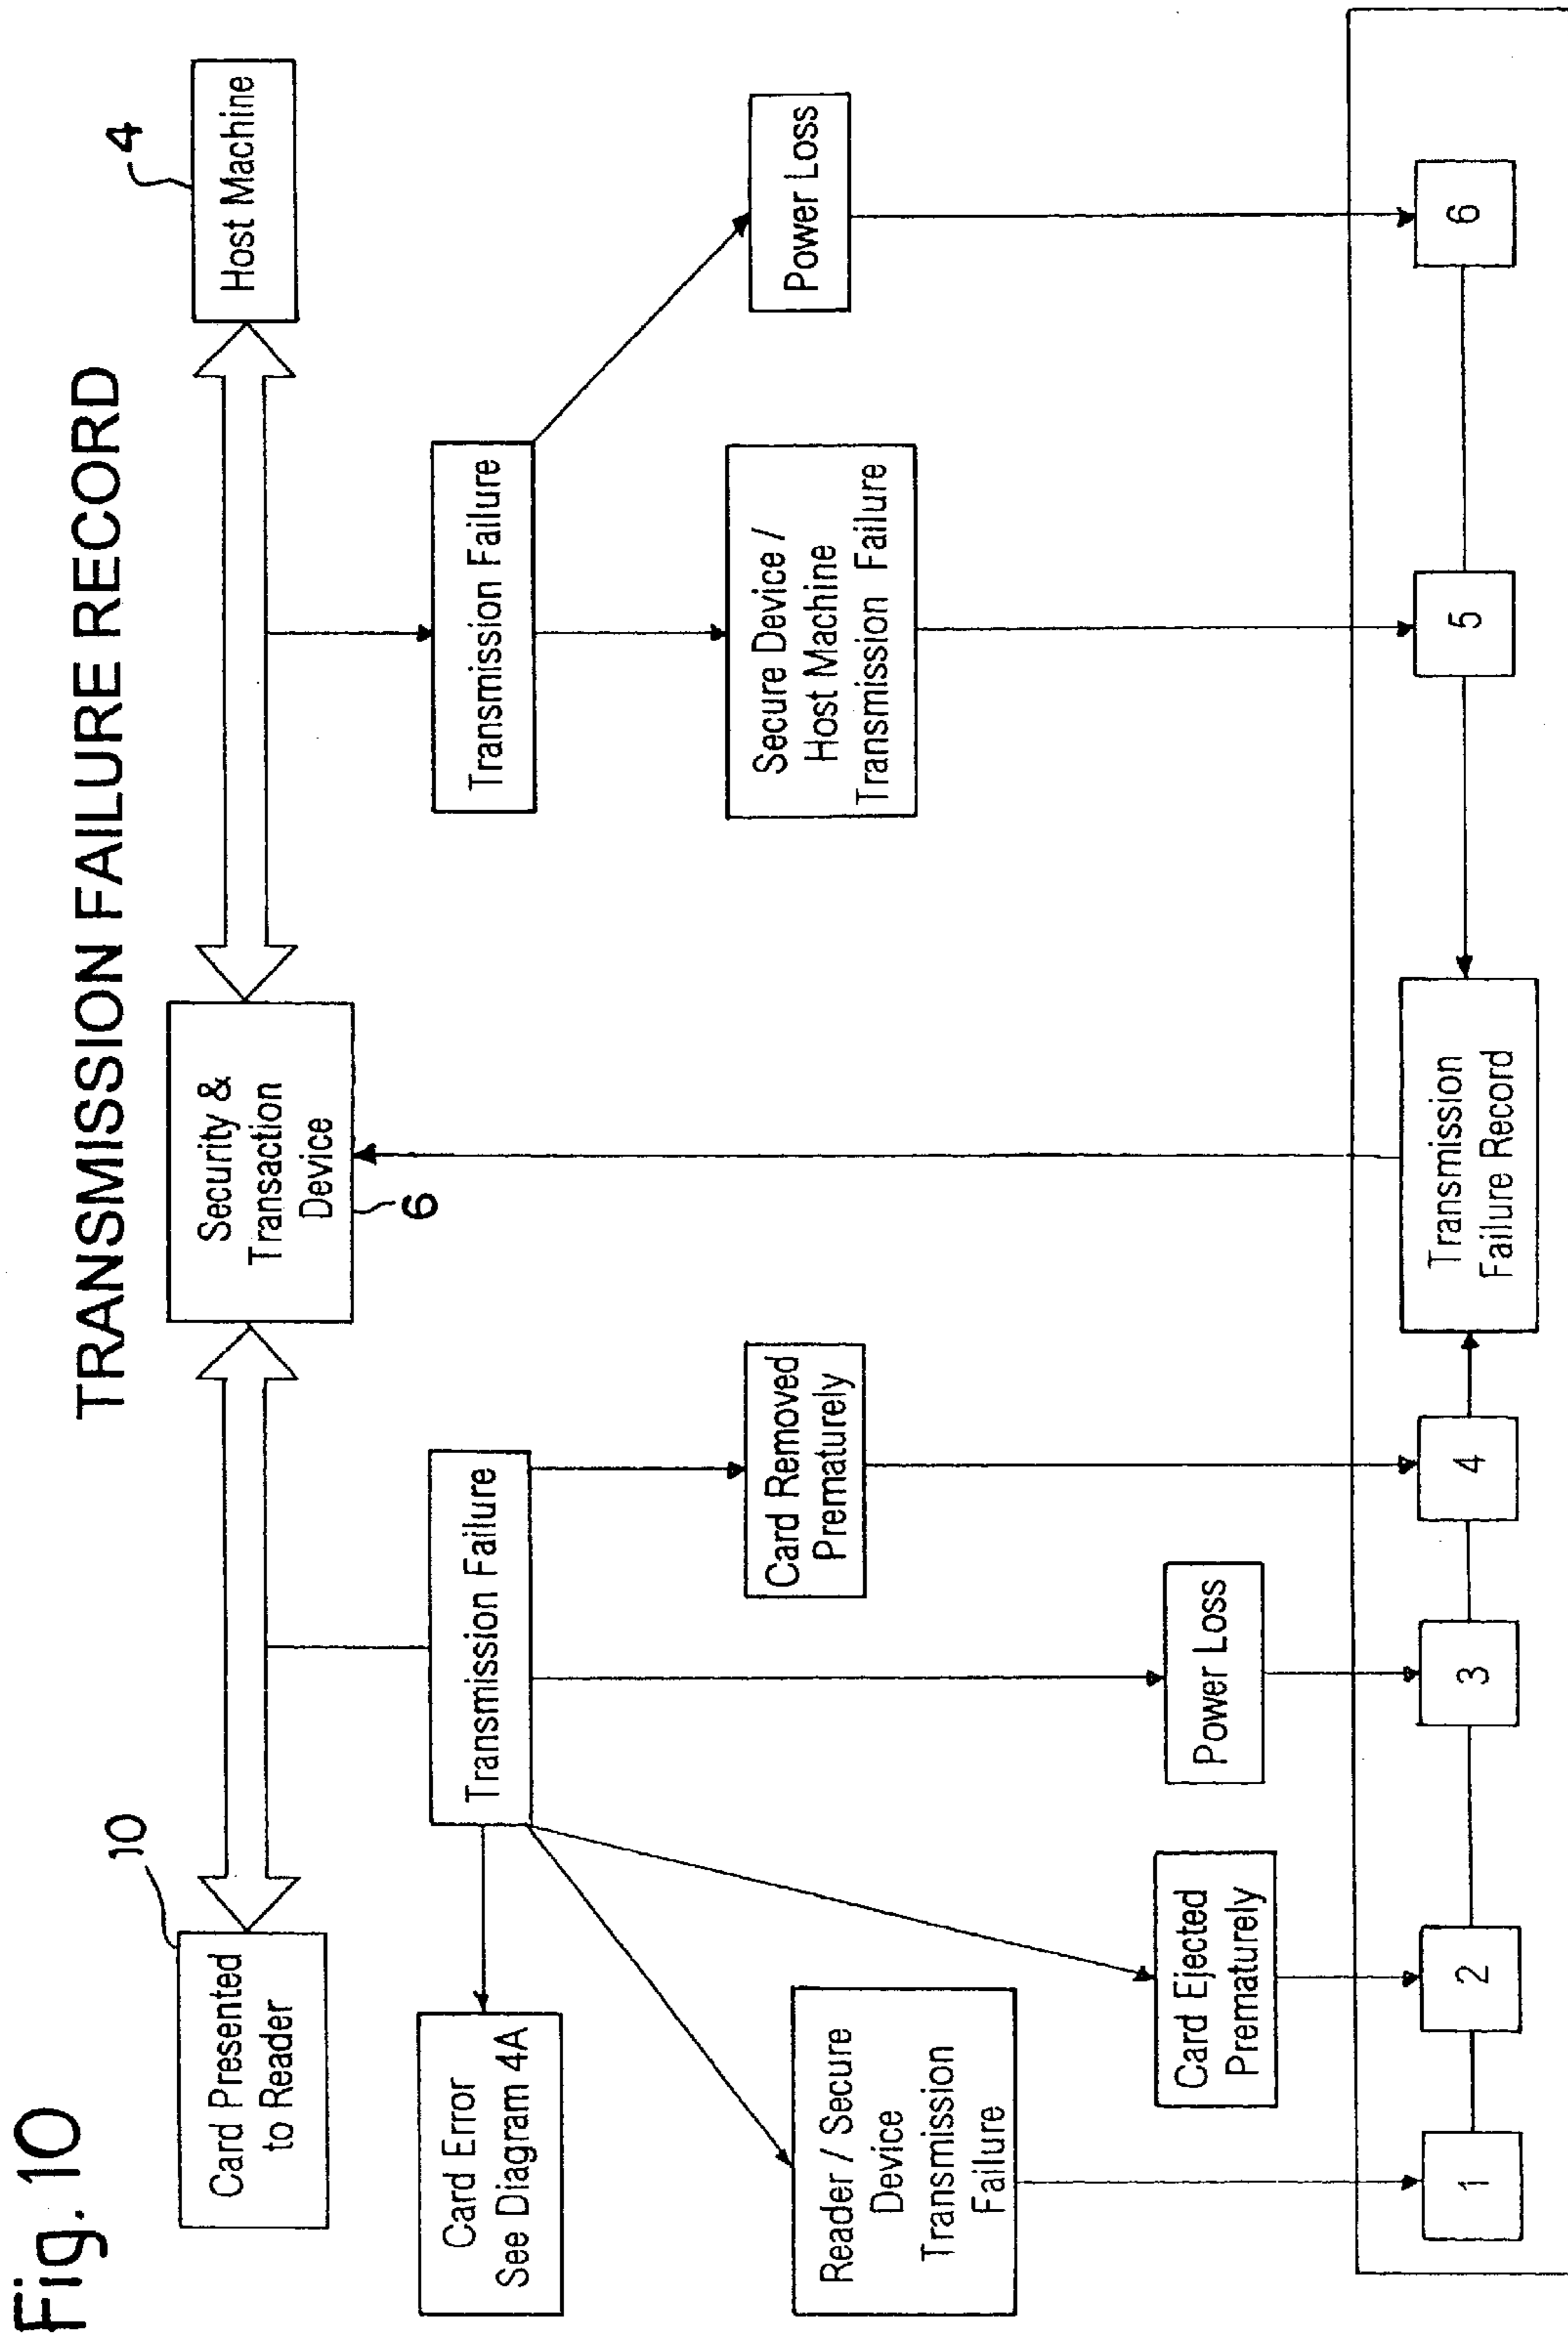 Fig. 10
TRANSMISSION FAILURE RECORD
10
4
Card Presented
to Reader
Security &
Transaction
Device
6
Host Machine
Transmission Failure
Transmission Failure
Card Error
See Diagram 4A
Reader / Secure
Device
Transmission
Failure
Card Removed
Prematurely
Secure Device /
Host Machine
Transmission Failure
Power Loss
Card Ejected
Prematurely
Power Loss
1
2
3
4
Transmission
Failure Record
5
6